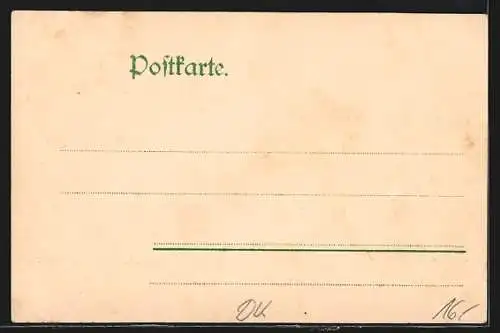 Poſtkarte.
DK 16,-